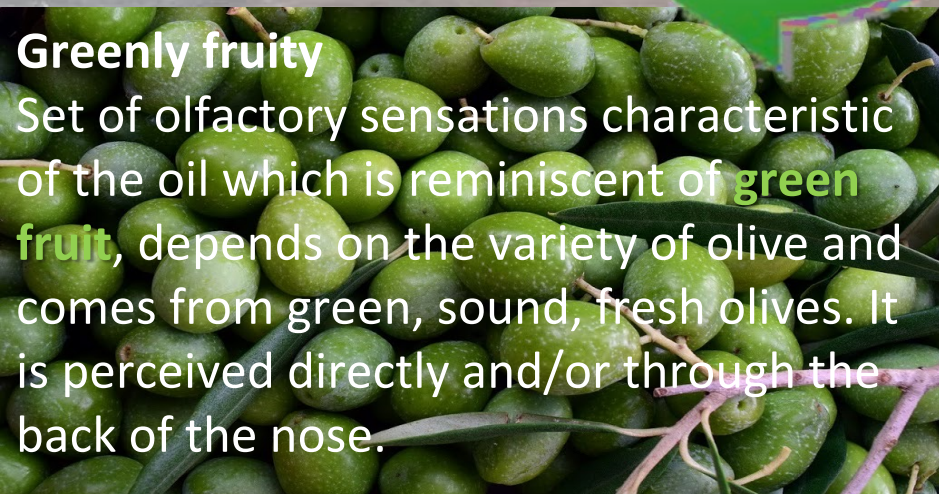 Greenly fruity
Set of olfactory sensations characteristic
of the oil which is reminiscent of green
fruit, depends on the variety of olive and
comes from green, sound, fresh olives. It
is perceived directly and/or through the
back of the nose.